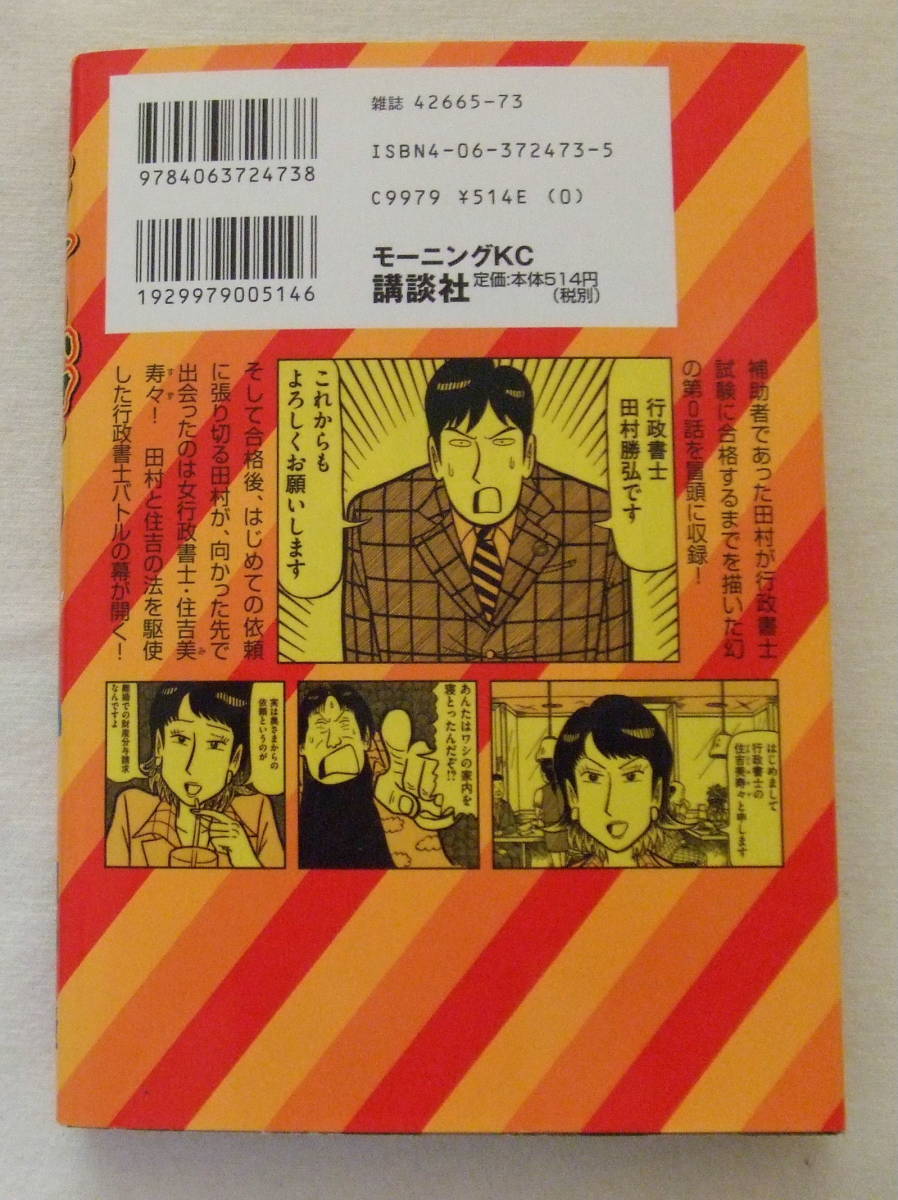 雑誌 42665-73
ISBN4-06-372473-5
9784063724738
C9979 ¥514E (0)
1929979005146
モーニングKC
講談社
定価:本体514円
(税別)
補助者であった田村が行政書士
試験に合格するまでを描いた幻
の第0話を冒頭に収録!
行政書士
田村勝弘です
これからも
よろしくお願いします
そして合格後、はじめての依頼
に張り切る田村が、向かった先で
出会ったのは女行政書士・住吉美
み
寿々!　田村と住吉の法を駆使
すず
した行政書士バトルの幕が開く!
はじめまして
行政書士の
住吉美寿々と申します
あんたはワシの家内を
寝とったんだぞ!?
実は奥さまからの
依頼というのが
離婚での財産分与請求
なんですよ